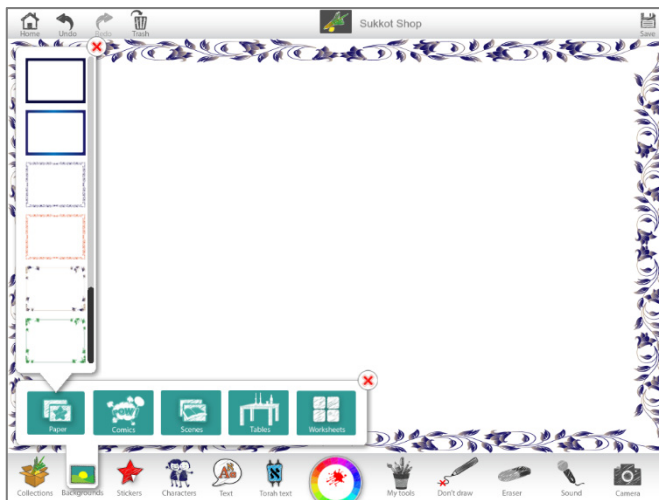 Sukkot Shop
Home Undo Redo Trash Save
POW
Paper Comics Scenes Tables Worksheets
Collections Backgrounds Stickers Characters Text Torah text My tools Don't draw Eraser Sound Camera